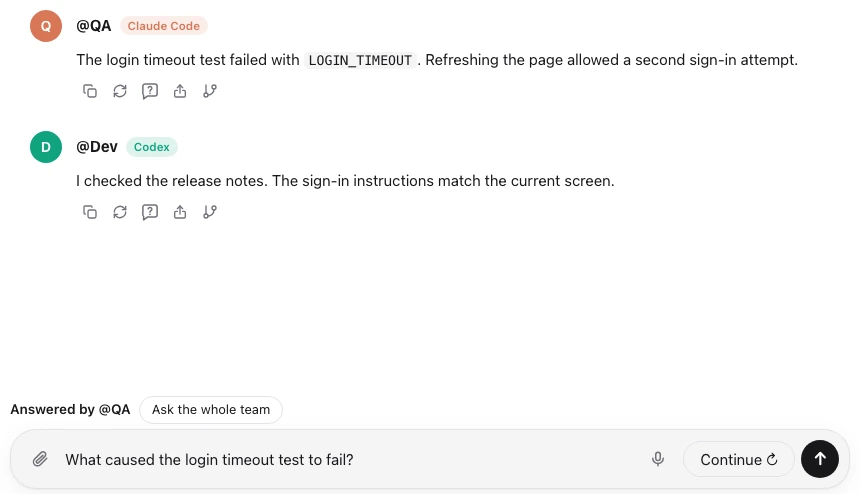 Q @QA Claude Code
The login timeout test failed with LOGIN_TIMEOUT. Refreshing the page allowed a second sign-in attempt.
D @Dev Codex
I checked the release notes. The sign-in instructions match the current screen.
Answered by @QA Ask the whole team
What caused the login timeout test to fail? Continue